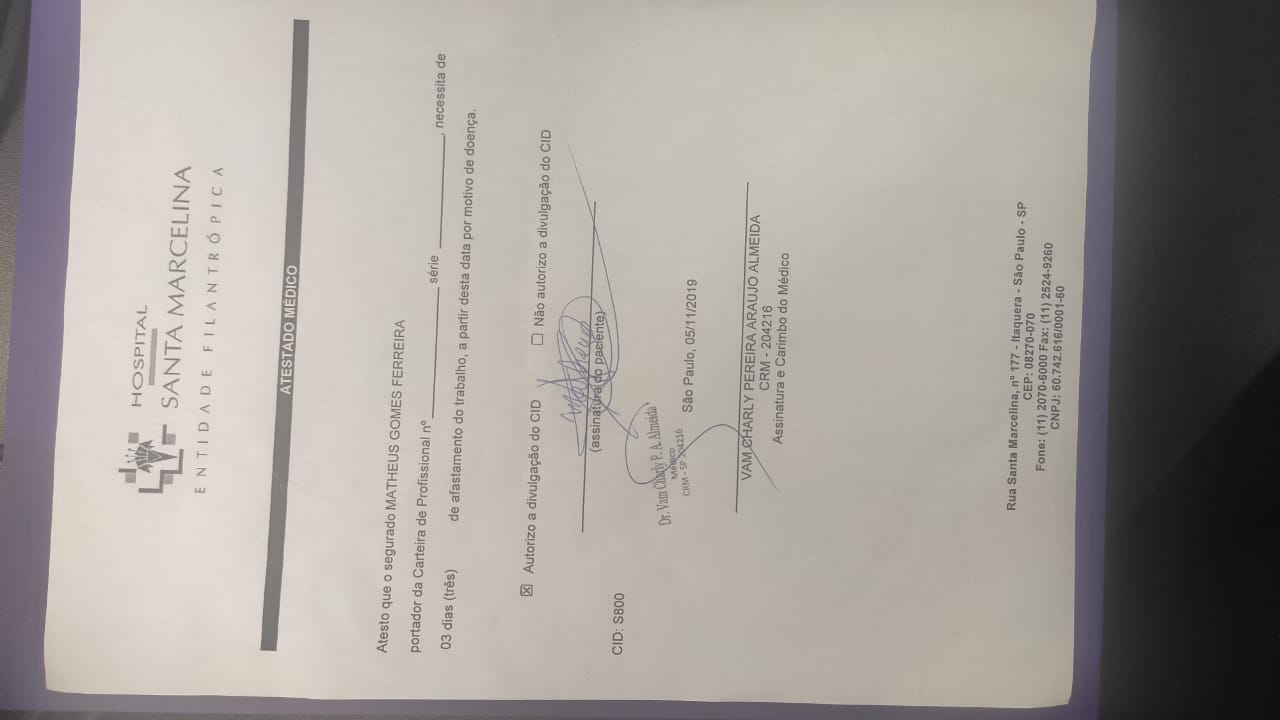 HOSPITAL
SANTA MARCELINA
ENTIDADE FILANTRÓPICA
ATESTADO MÉDICO
Atesto que o segurado MATHEUS GOMES FERREIRA
portador da Carteira de Profissional nº ____________________ série ________________, necessita de
03 dias (três) de afastamento do trabalho, a partir desta data por motivo de doença.
☒ Autorizo a divulgação do CID ☐ Não autorizo a divulgação do CID
(assinatura do paciente)
CID: S800
Dr. Vam Charly P. A. Almeida
Médico
CRM - SP 204216
São Paulo, 05/11/2019
VAM CHARLY PEREIRA ARAUJO ALMEIDA
CRM - 204216
Assinatura e Carimbo do Médico
Rua Santa Marcelina, nº 177 - Itaquera - São Paulo - SP
CEP: 08270-070
Fone: (11) 2070-6000 Fax: (11) 2524-9260
CNPJ: 60.742.616/0001-60